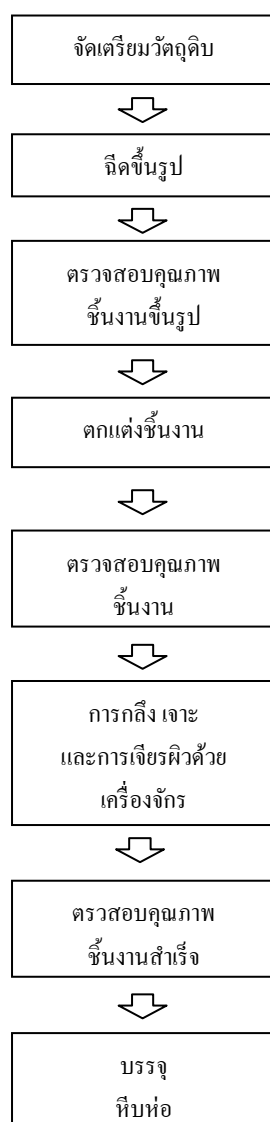 จัดเตรียมวัตถุดิบ
ฉีดขึ้นรูป
ตรวจสอบคุณภาพ
ชิ้นงานขึ้นรูป
ตกแต่งชิ้นงาน
ตรวจสอบคุณภาพ
ชิ้นงาน
การกลึง เจาะ
และการเจียรผิวด้วย
เครื่องจักร
ตรวสอบคุณภาพ
ชิ้นงานสำเร็จ
บรรจุ
หีบห่อ